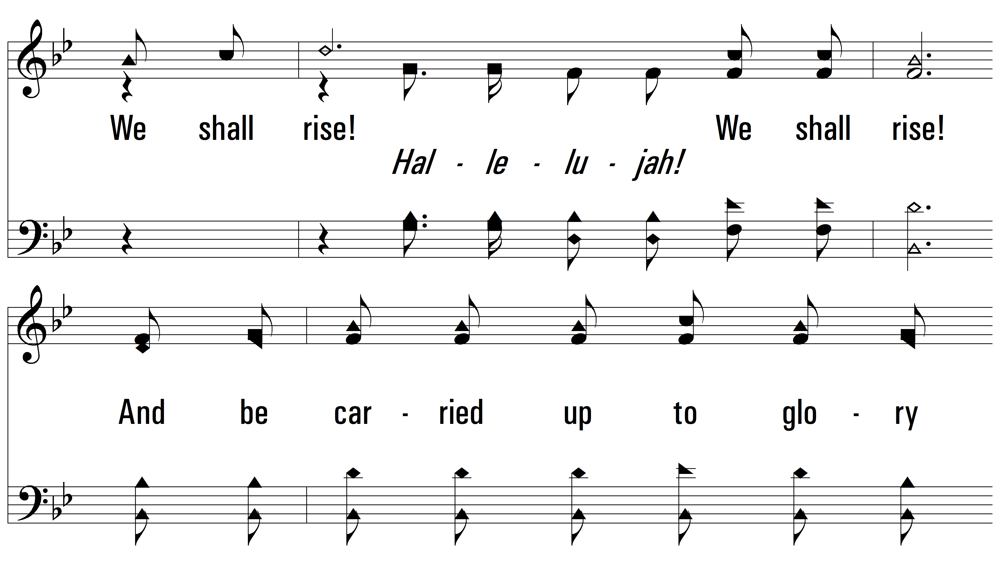 We shall rise! We shall rise!
Hal - le - lu - jah!
And be car - ried up to glo - ry